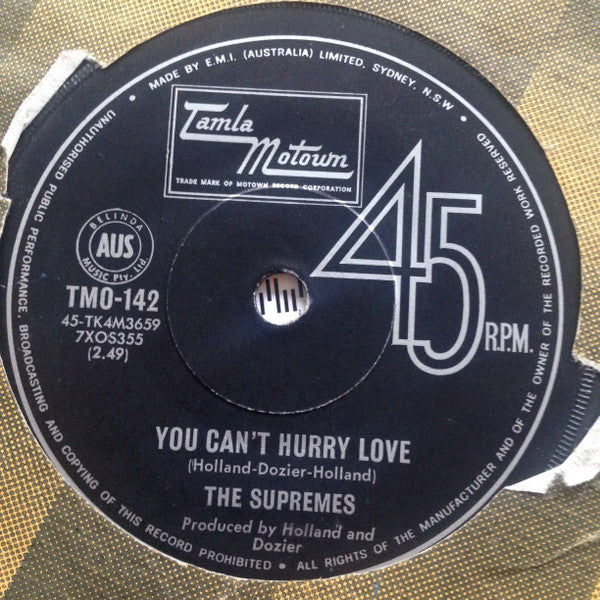 MADE BY E.M.I. (AUSTRALIA) LIMITED, SYDNEY, N.S.W •
Tamla
Motown
TRADE MARK OF MOTOWN RECORD CORPORATION
45
R.P.M.
BELINDA
AUS
MUSIC PTY. LTD.
TMO-142
45-TK4M3659
7XOS355
(2.49)
YOU CAN'T HURRY LOVE
(Holland-Dozier-Holland)
THE SUPREMES
Produced by Holland and
Dozier
UNAUTHORISED PUBLIC PERFORMANCE, BROADCASTING AND COPYING OF THIS RECORD PROHIBITED • ALL RIGHTS OF THE MANUFACTURER AND OF THE OWNER OF THE RECORDED WORK RESERVED